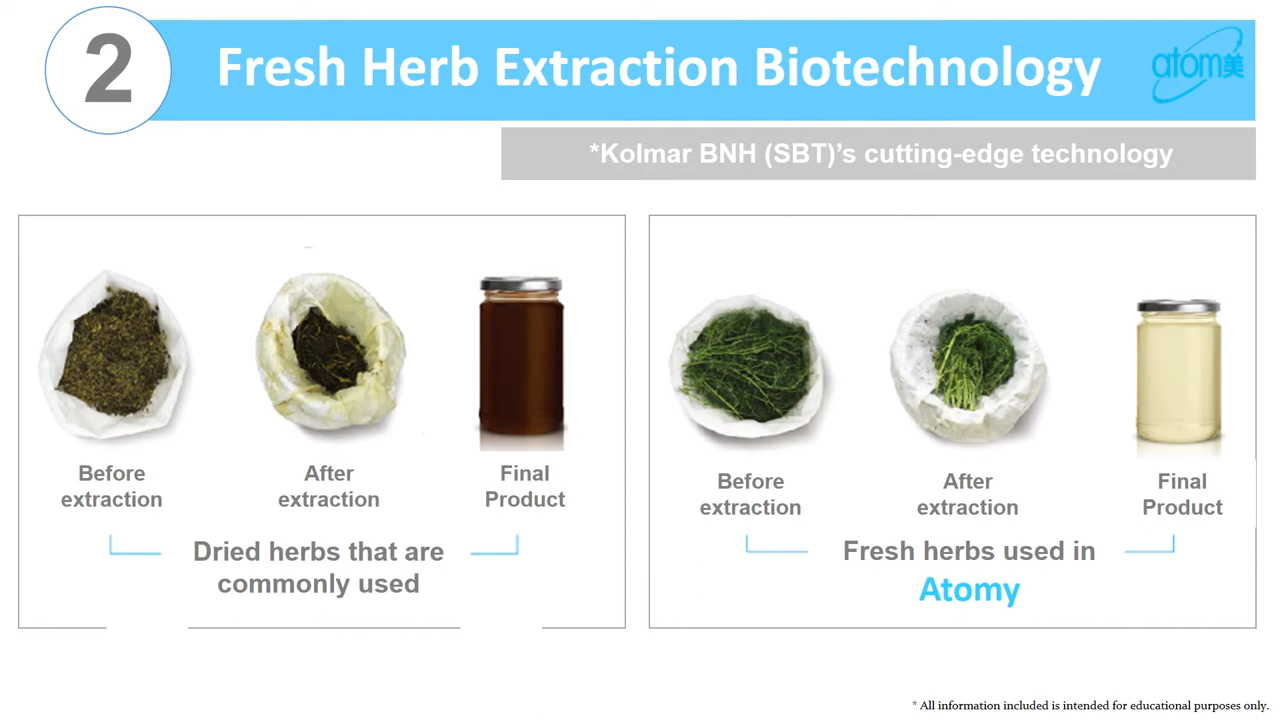 2
Fresh Herb Extraction Biotechnology
atom美
*Kolmar BNH (SBT)’s cutting-edge technology
Before
extraction
After
extraction
Final
Product
Dried herbs that are
commonly used
Before
extraction
After
extraction
Final
Product
Fresh herbs used in
Atomy
* All information included is intended for educational purposes only.